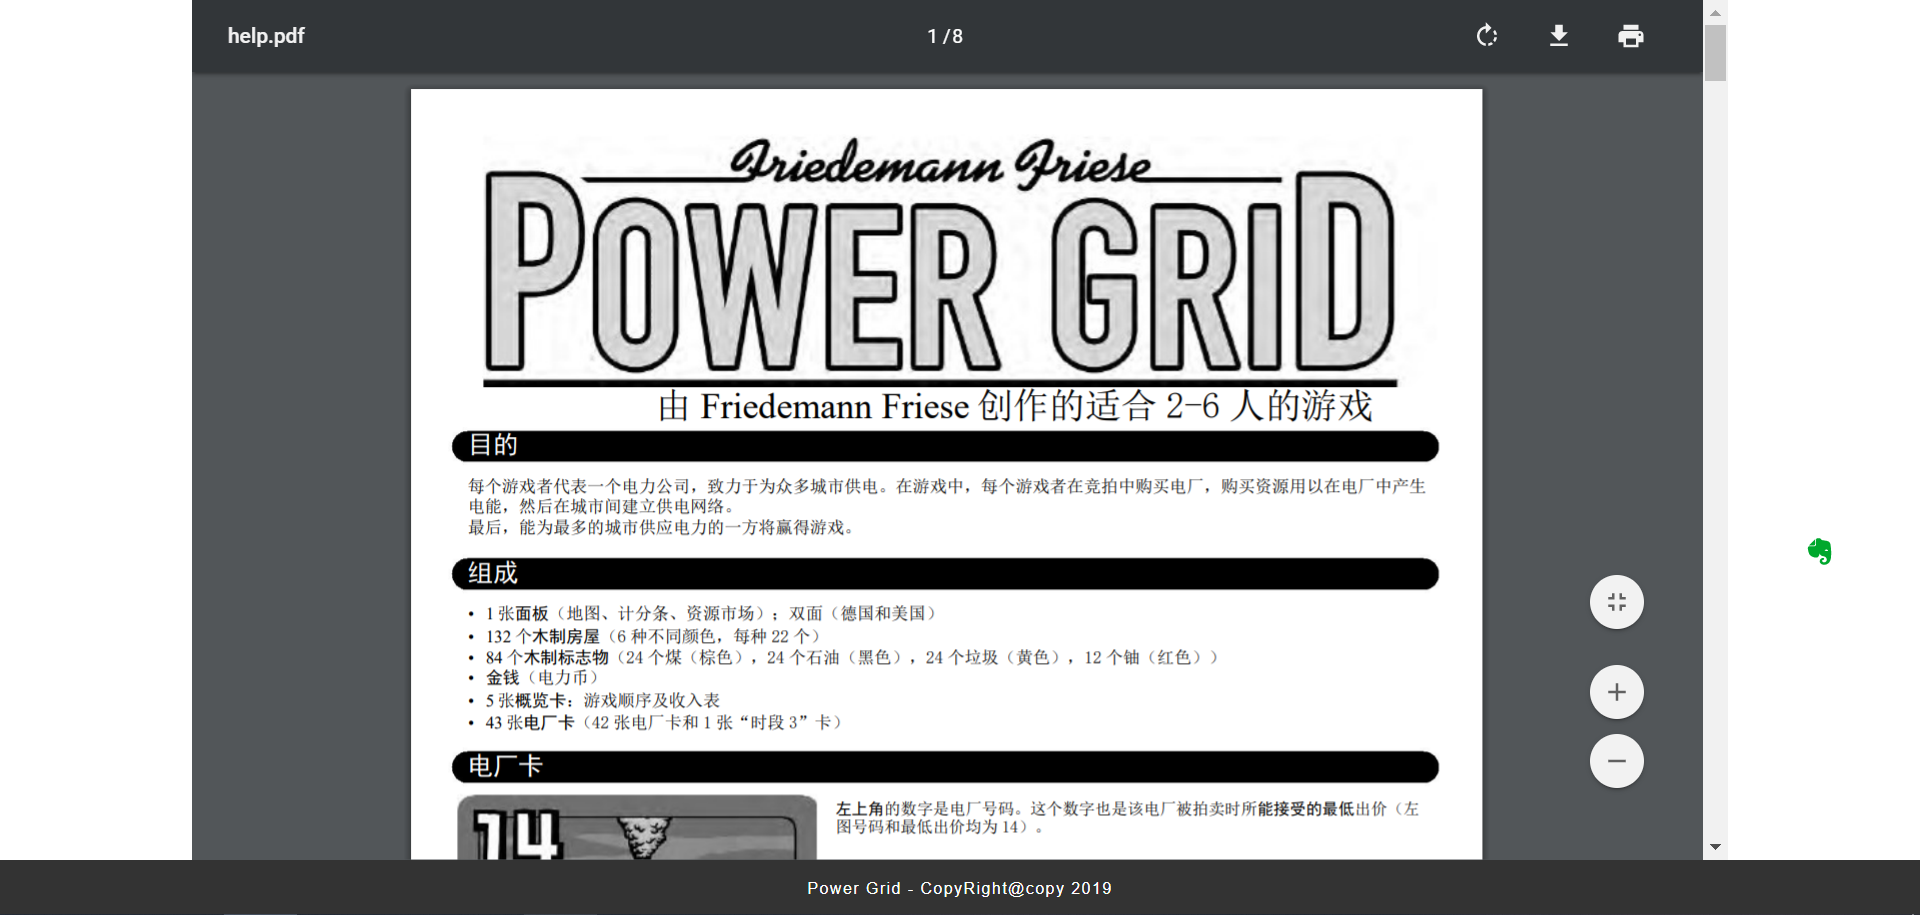 help.pdf
1 / 8
Friedemann Friese
POWER GRID
由 Friedemann Friese 创作的适合 2-6 人的游戏
目的
每个游戏者代表一个电力公司，致力于为众多城市供电。在游戏中，每个游戏者在竞拍中购买电厂，购买资源用以在电厂中产生
电能，然后在城市间建立供电网络。
最后，能为最多的城市供应电力的一方将赢得游戏。
组成
• 1 张面板（地图、计分条、资源市场）；双面（德国和美国）
• 132 个木制房屋（6 种不同颜色，每种 22 个）
• 84 个木制标志物（24 个煤（棕色），24 个石油（黑色），24 个垃圾（黄色），12 个铀（红色））
• 金钱（电力币）
• 5 张概览卡：游戏顺序及收入表
• 43 张电厂卡（42 张电厂卡和 1 张“时段 3”卡）
电厂卡
14
左上角的数字是电厂号码。这个数字也是该电厂被拍卖时所能接受的最低出价（左
图号码和最低出价均为 14）。
Power Grid - CopyRight@copy 2019